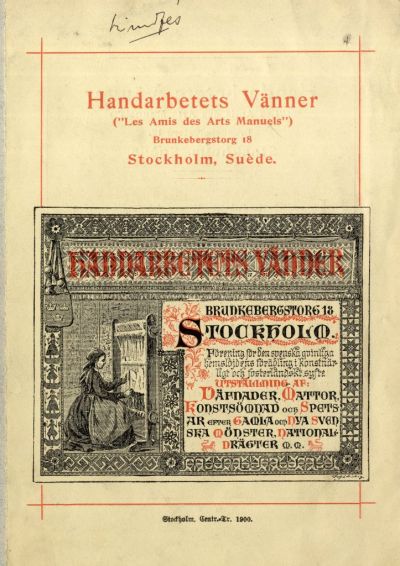 Handarbetets Vänner
("Les Amis des Arts Manuels")
Brunkebergstorg 18
Stockholm, Suède.
HANDARBETETS VÄNNER
BRUNKEBERGSTORG 18
STOCKHOLM.
Förening för den svenska qvinliga
hemslöjdens förädling i konstnär
ligt och fosterländskt syfte
UTSTÄLLNING AF:
VÄFNADER, MATTOR,
KONSTSÖMNAD OCH SPETS
AR EFTER GAMLA OCH NYA SVEN
SKA MÖNSTER, NATIONAL-
DRÄGTER M.M.
Stockholm, Centr.-Tr. 1900.